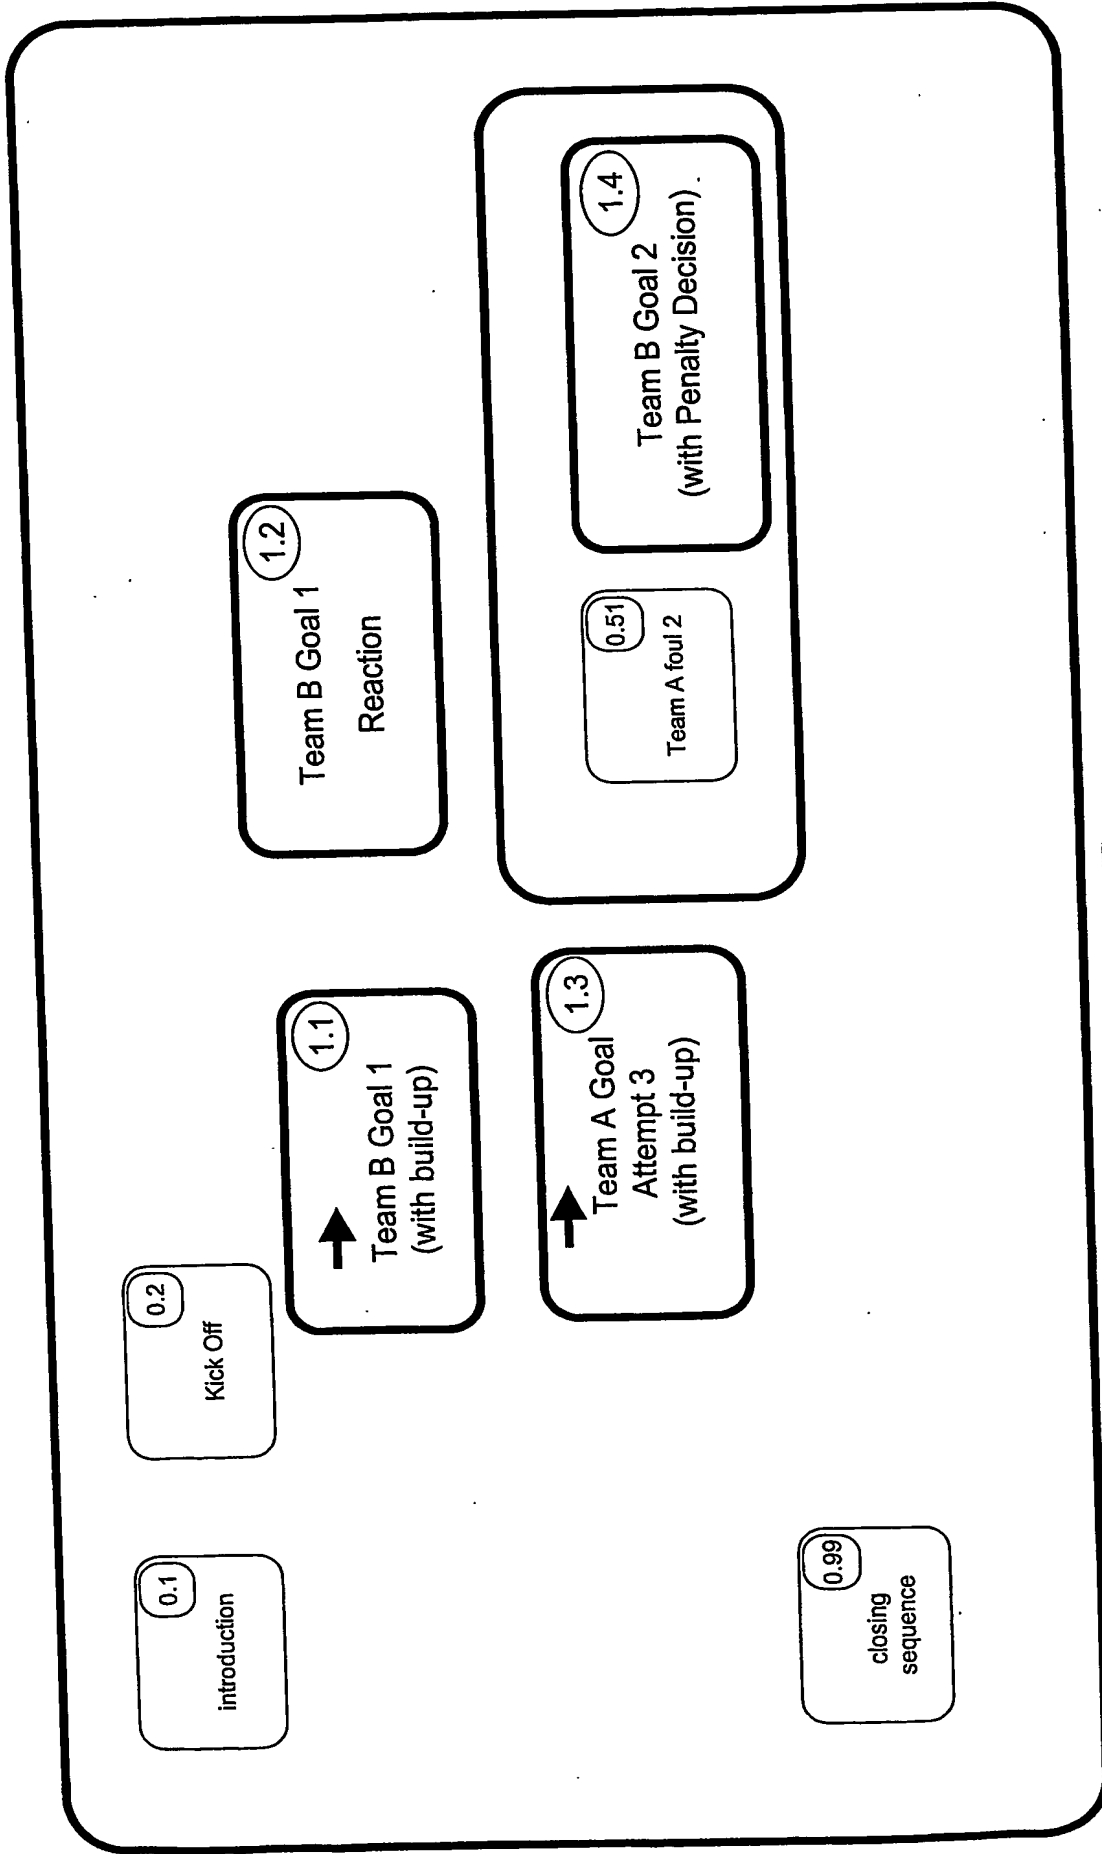 0.1
introduction
0.2
Kick Off
1.1
Team B Goal 1
(with build-up)
1.2
Team B Goal 1
Reaction
1.3
Team A Goal
Attempt 3
(with build-up)
0.51
Team A foul 2
1.4
Team B Goal 2
(with Penalty Decision)
0.99
closing
sequence